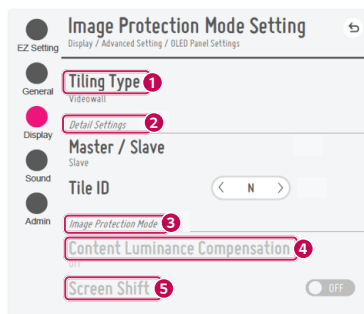 Image Protection Mode Setting
Display / Advanced Setting / OLED Panel Settings
EZ Setting
General
Display
Sound
Admin
Tiling Type 1
Videowall
Detail Settings 2
Master / Slave
Slave
Tile ID
< N >
Image Protection Mode 3
Content Luminance Compensation 4
Off
Screen Shift 5
OFF